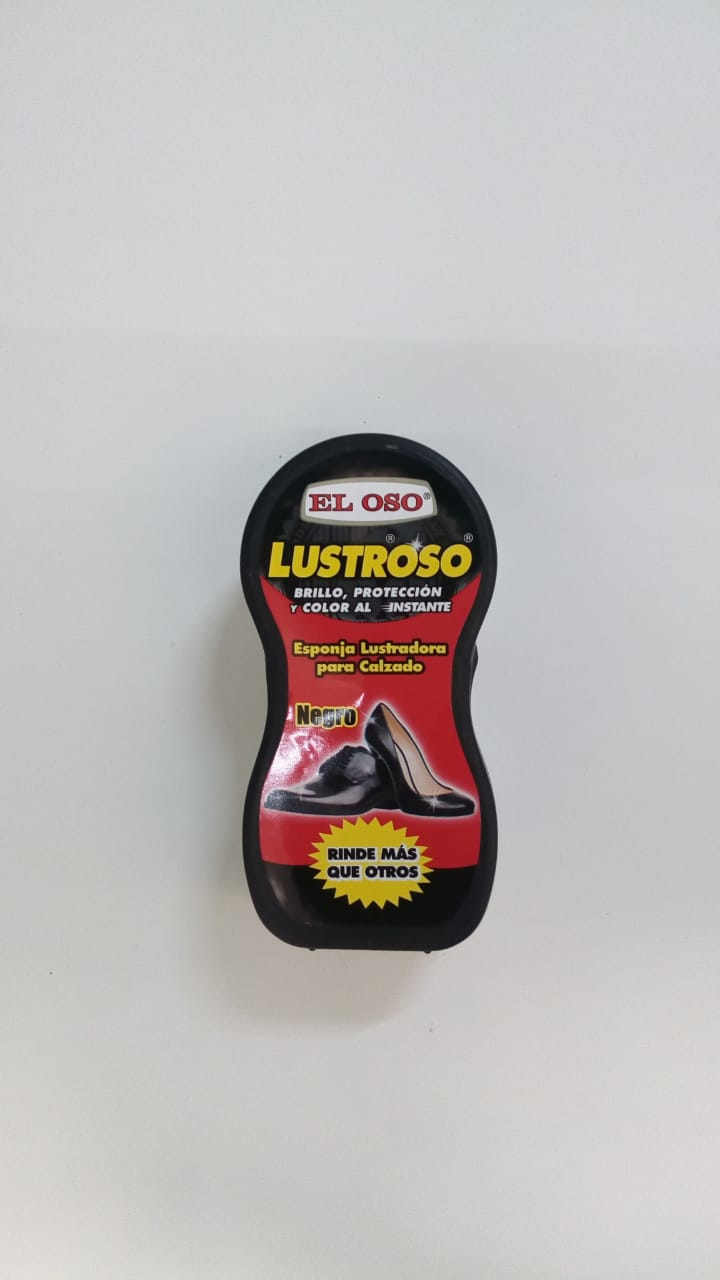 EL OSO®
LUSTROSO®
®
BRILLO, PROTECCIÓN
Y COLOR AL INSTANTE
Esponja Lustradora
para Calzado
Negro
RINDE MÁS
QUE OTROS